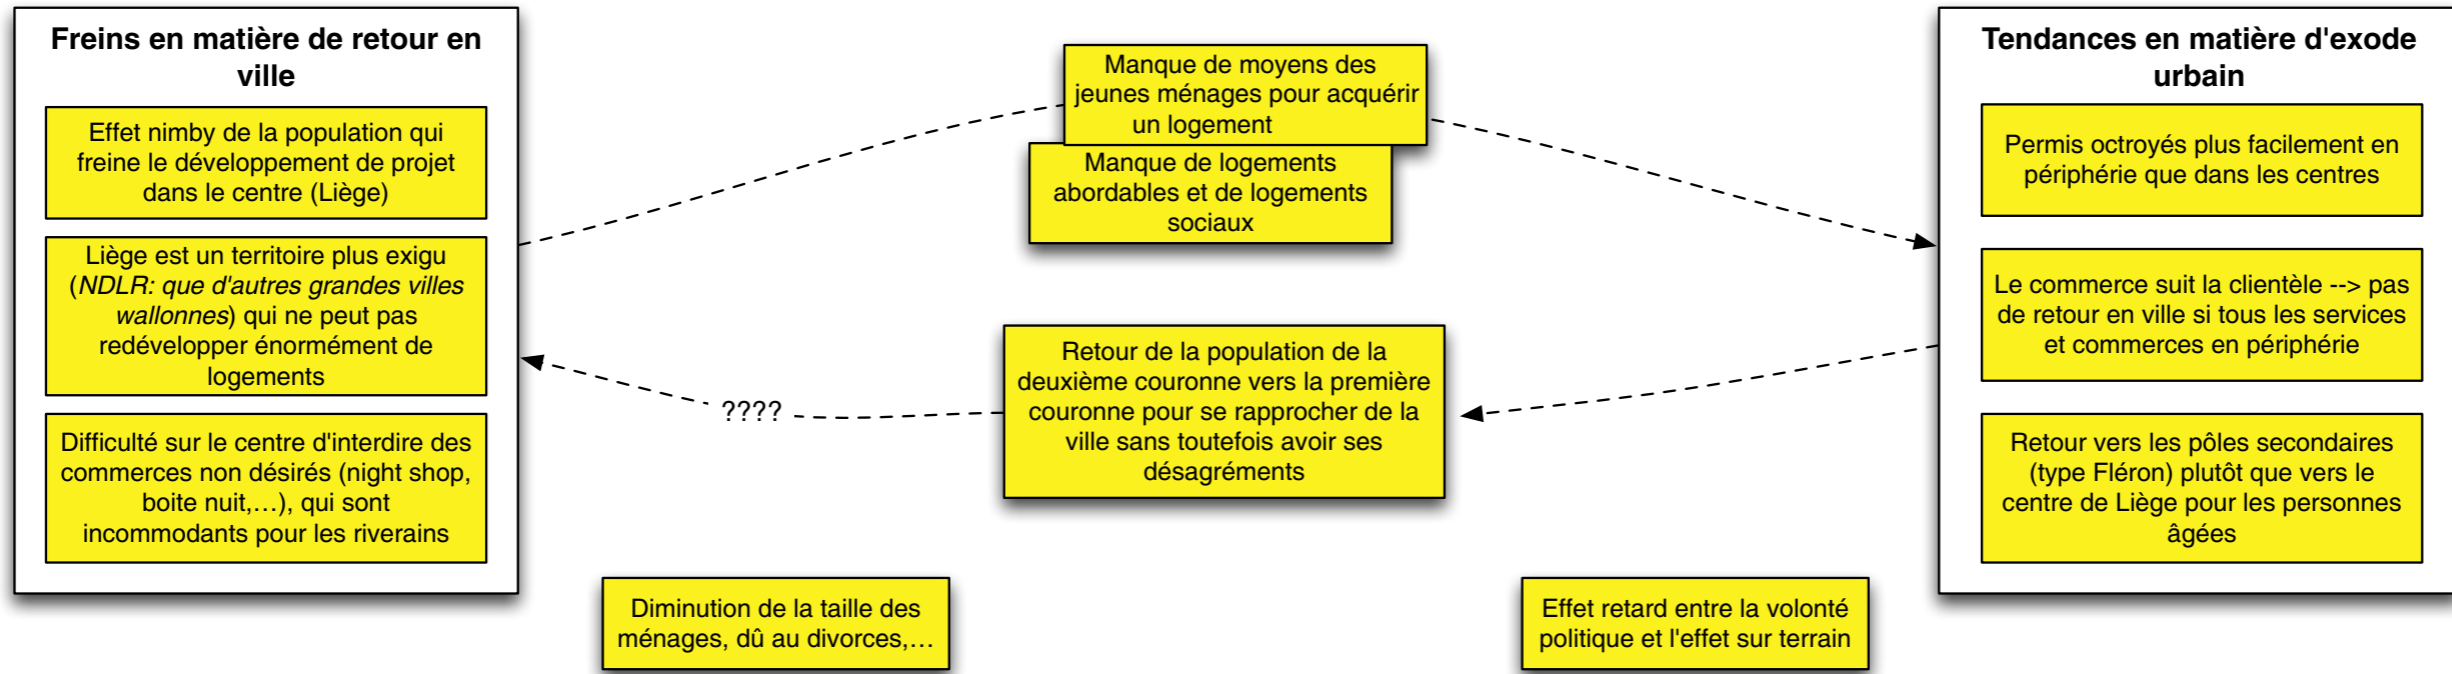 Freins en matière de retour en
ville
Effet nimby de la population qui
freine le développement de projet
dans le centre (Liège)
Liège est un territoire plus exigu
(NDLR: que d'autres grandes villes
wallonnes) qui ne peut pas
redévelopper énormément de
logements
Difficulté sur le centre d'interdire des
commerces non désirés (night shop,
boite nuit,…), qui sont
incommodants pour les riverains
Manque de moyens des
jeunes ménages pour acquérir
un logement
Manque de logements
abordables et de logements
sociaux
Retour de la population de la
deuxième couronne vers la première
couronne pour se rapprocher de la
ville sans toutefois avoir ses
désagréments
????
Diminution de la taille des
ménages, dû au divorces,…
Effet retard entre la volonté
politique et l'effet sur terrain
Tendances en matière d'exode
urbain
Permis octroyés plus facilement en
périphérie que dans les centres
Le commerce suit la clientèle --> pas
de retour en ville si tous les services
et commerces en périphérie
Retour vers les pôles secondaires
(type Fléron) plutôt que vers le
centre de Liège pour les personnes
âgées